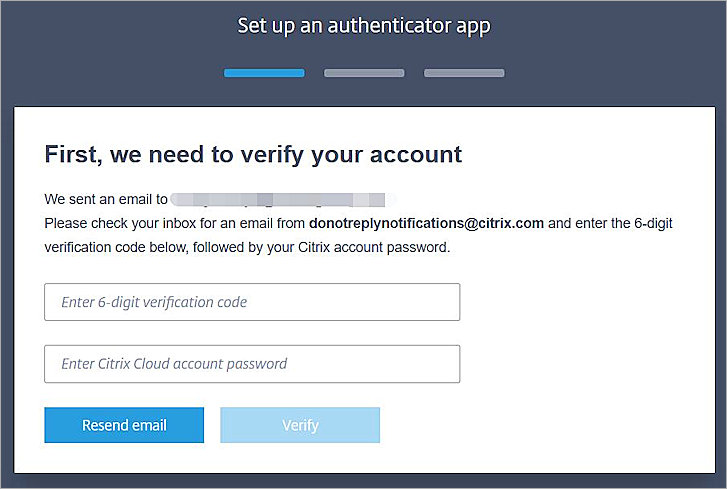 Set up an authenticator app
First, we need to verify your account
We sent an email to
Please check your inbox for an email from donotreplynotifications@citrix.com and enter the 6-digit
verification code below, followed by your Citrix account password.
Enter 6-digit verification code
Enter Citrix Cloud account password
Resend email
Verify